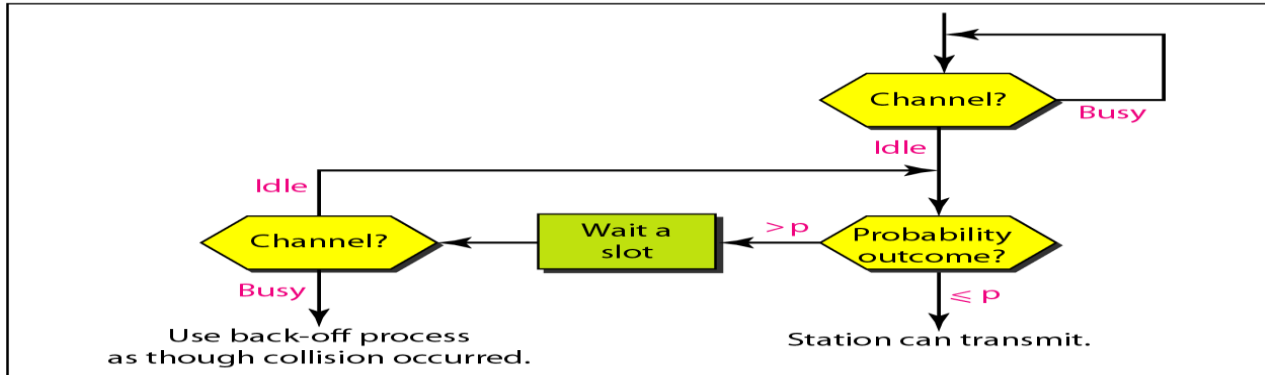 Channel?
Busy
Idle
Idle
Channel?
Wait a
slot
> p
Probability
outcome?
Busy
⩽ p
Use back-off process
as though collision occurred.
Station can transmit.